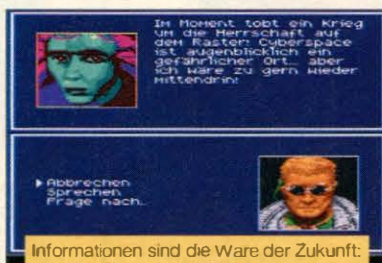 Im Moment tobt ein Krieg
um die Herrschaft auf
dem Raster! Cyberspace
ist augenblicklich ein
gefährlicher Ort... aber
ich wäre zu gern wieder
mittendrin!
Abbrechen
Sprechen
Frage nach...
Informationen sind die Ware der Zukunft: